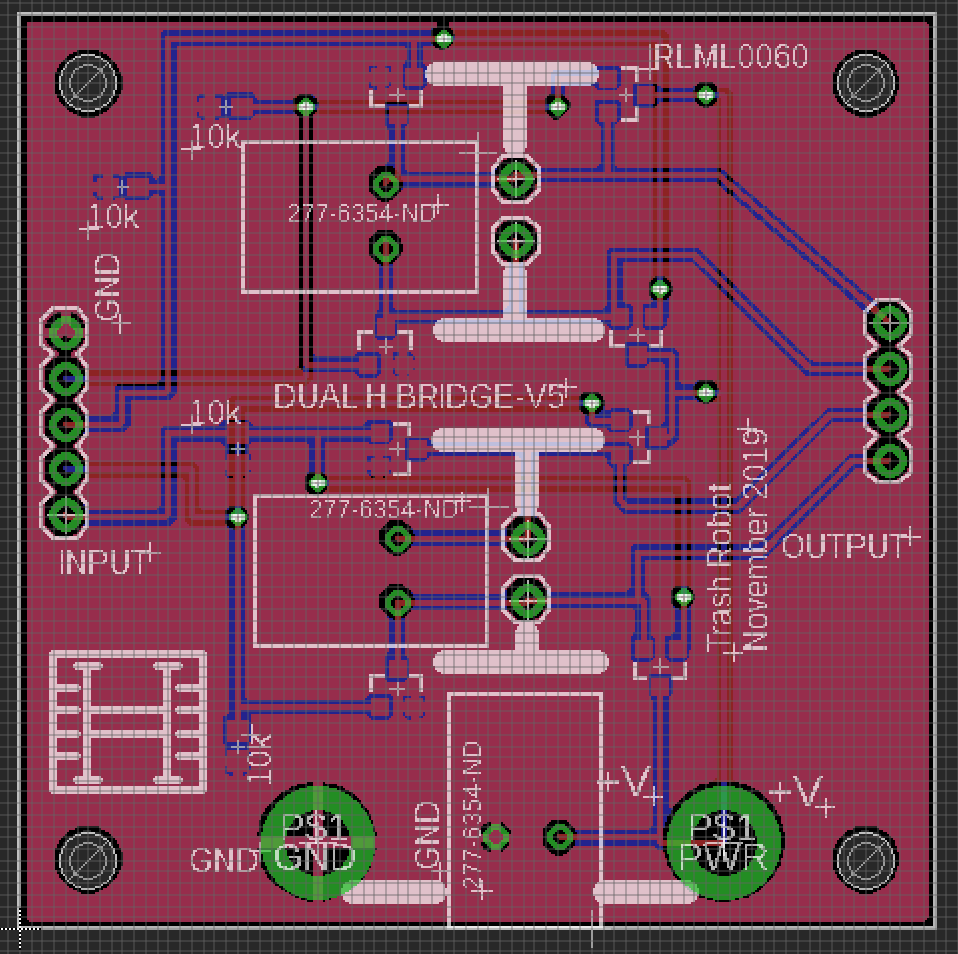 IRLML0060
10k
10k
277-6354-ND
GND
DUAL H BRIDGE-V5
10k
277-6354-ND
INPUT
OUTPUT
Trash Robot
November 2019
10k
277-6354-ND
GND
+V
+V
PS1
GND
GND
PS1
PWR